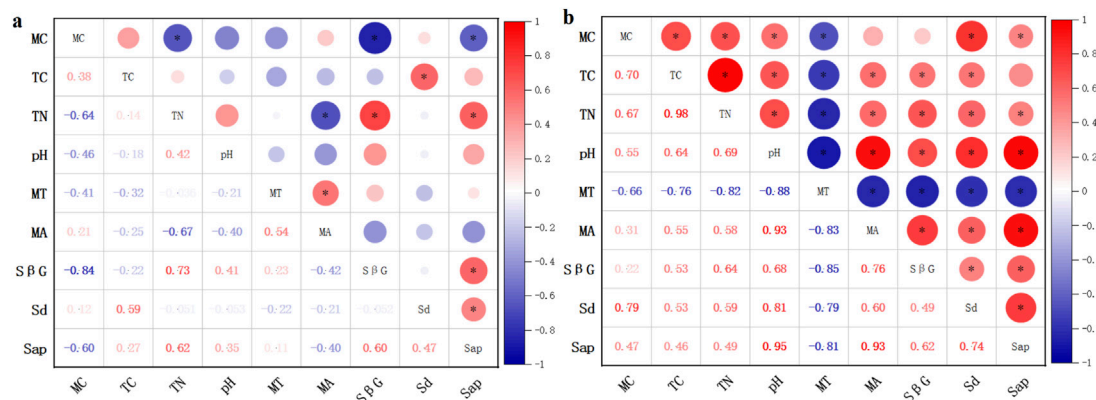 a
MC MC * * *
TC 0.38 TC *
TN -0.64 0.14 TN * * *
pH -0.46 -0.18 0.42 pH
MT -0.41 -0.32 -0.21 MT *
MA 0.21 -0.25 -0.67 -0.40 0.54 MA
SβG -0.84 -0.22 0.73 0.41 0.23 -0.42 SβG *
Sd 0.12 0.59 -0.22 -0.21 Sd *
Sap -0.60 0.27 0.62 0.35 0.11 -0.40 0.60 0.47 Sap
MC TC TN pH MT MA SβG Sd Sap
1
0.8
0.6
0.4
0.2
0
-0.2
-0.4
-0.6
-0.8
-1
b
MC MC * * * * * *
TC 0.70 TC * * * * * *
TN 0.67 0.98 TN * * * * * *
pH 0.55 0.64 0.69 pH * * * * *
MT -0.66 -0.76 -0.82 -0.88 MT * * * *
MA 0.31 0.55 0.58 0.93 -0.83 MA * * *
SβG 0.22 0.53 0.64 0.68 -0.85 0.76 SβG * *
Sd 0.79 0.53 0.59 0.81 -0.79 0.60 0.49 Sd *
Sap 0.47 0.46 0.49 0.95 -0.81 0.93 0.62 0.74 Sap
MC TC TN pH MT MA SβG Sd Sap
1
0.8
0.6
0.4
0.2
0
-0.2
-0.4
-0.6
-0.8
-1